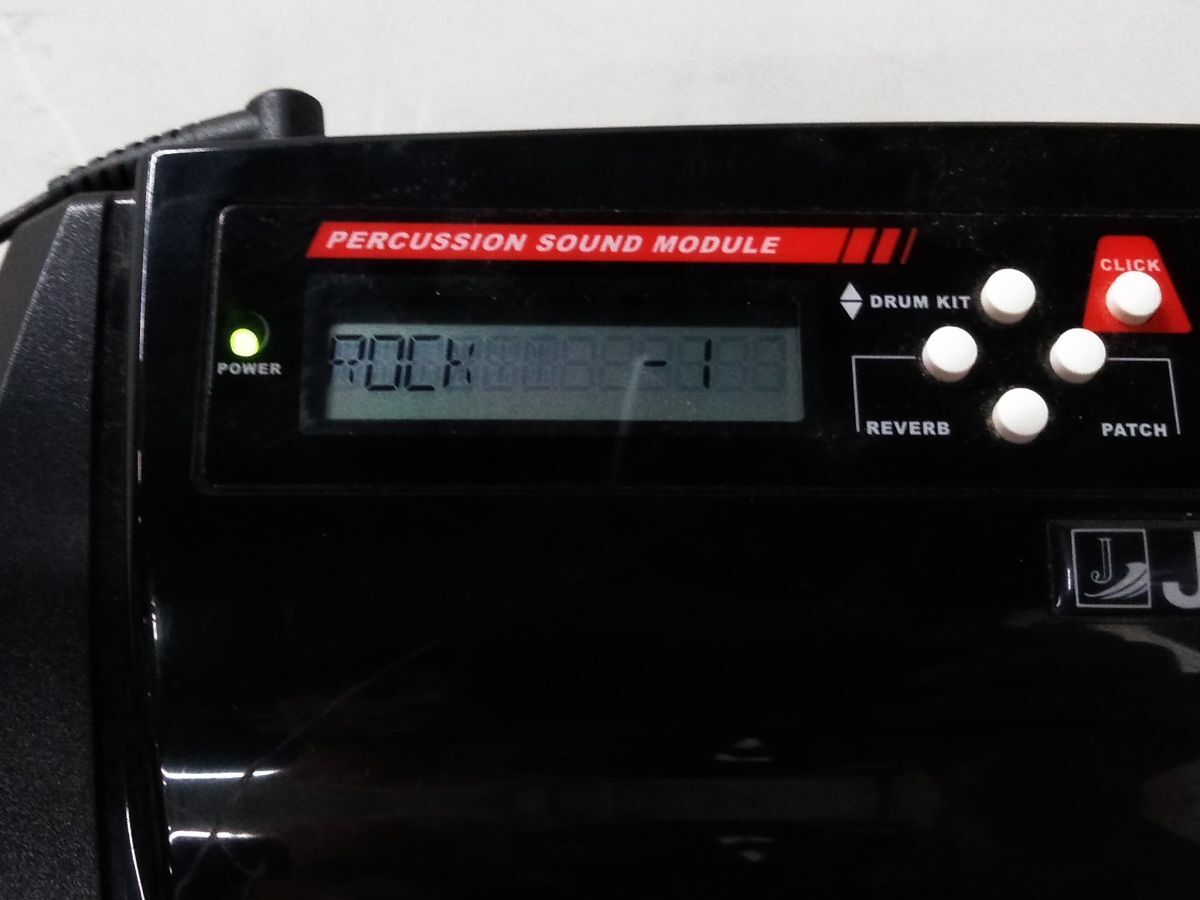 PERCUSSION SOUND MODULE
CLICK
DRUM KIT
POWER
ROCK -1
REVERB
PATCH
J J